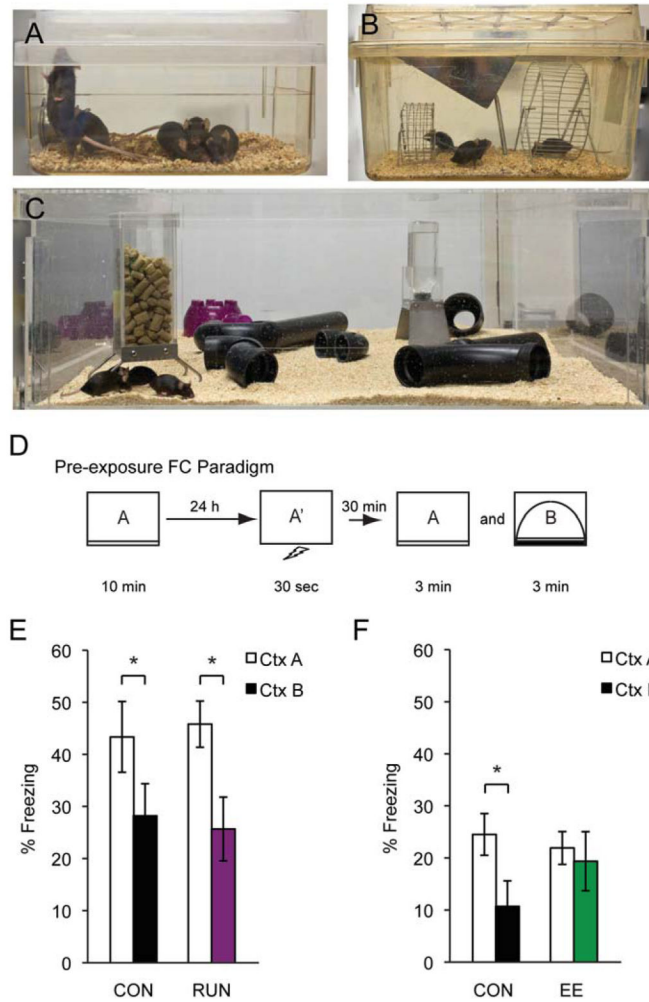 A
B
C
D
Pre-exposure FC Paradigm
A 24 h A' 30 min A and B
10 min 30 sec 3 min 3 min
E
60
50
40
30
20
10
0
% Freezing
* *
Ctx A
Ctx B
CON RUN
F
60
50
40
30
20
10
0
% Freezing
*
Ctx
Ctx
CON EE